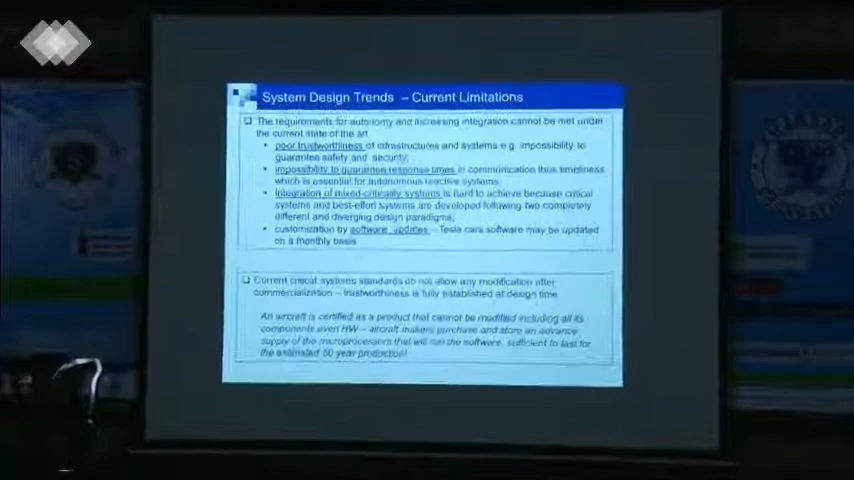 System Design Trends – Current Limitations
The requirements for autonomy and increasing integration cannot be met under
the current state of the art
• poor trustworthiness of infrastructures and systems e.g. impossibility to
guarantee safety and security;
• impossibility to guarantee response times in communication thus timeliness
which is essential for autonomous reactive systems;
• Integration of mixed-criticality systems is hard to achieve because critical
systems and best-effort systems are developed following two completely
different and diverging design paradigms;
• customization by software updates – Tesla cars software may be updated
on a monthly basis
Current critical systems standards do not allow any modification after
commercialization – trustworthiness is fully established at design time
An aircraft is certified as a product that cannot be modified including all its
components even HW – aircraft makers purchase and store an advance
supply of the microprocessors that will run the software, sufficient to last for
the estimated 50 year production!